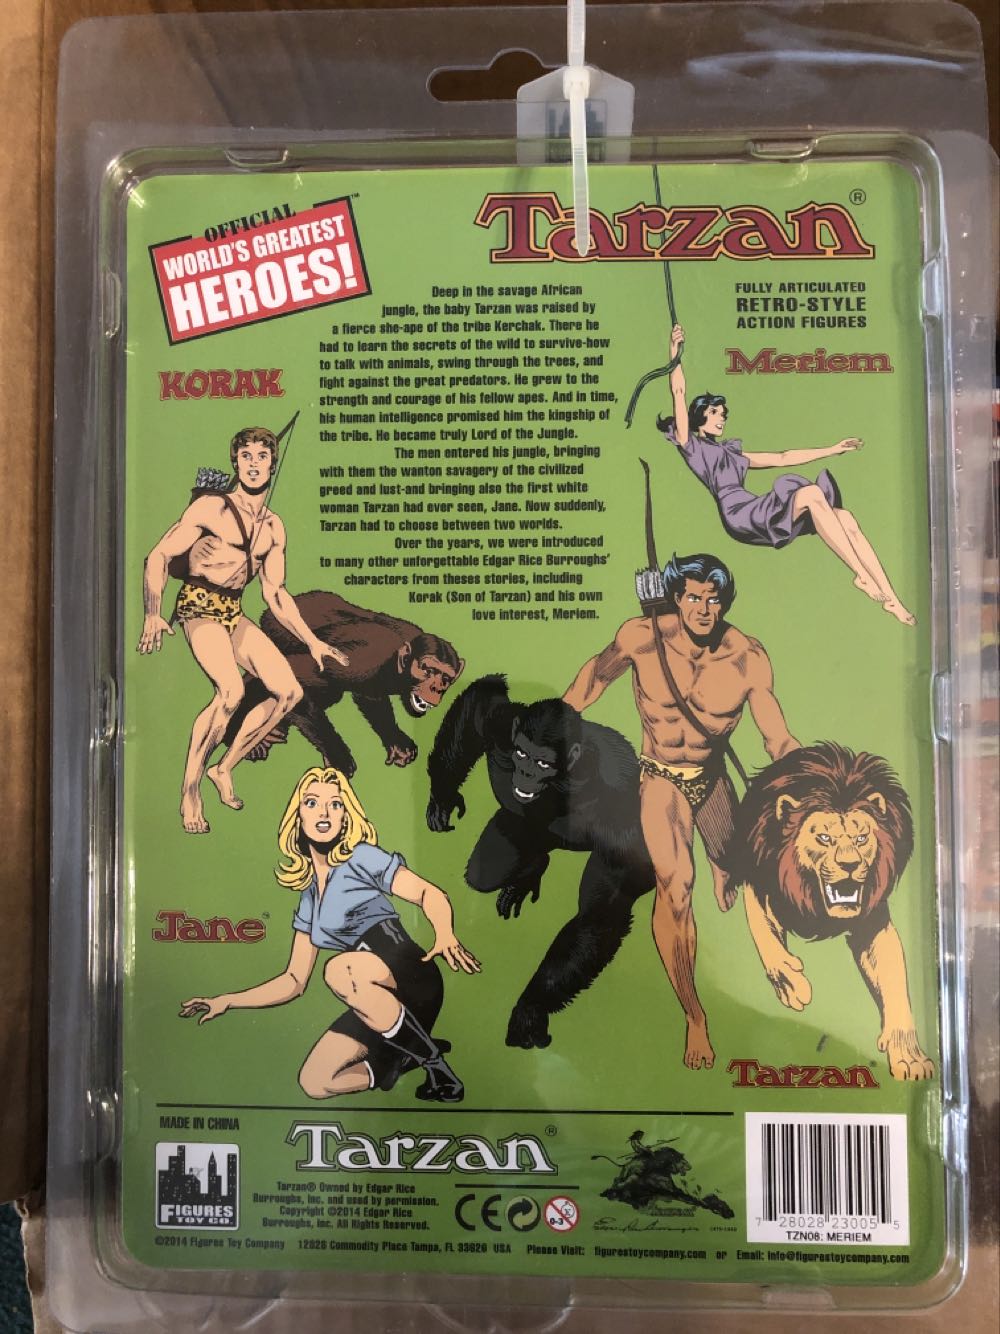 OFFICIAL
WORLD'S GREATEST
HEROES!™
Tarzan®
FULLY ARTICULATED
RETRO-STYLE
ACTION FIGURES
Meriem
KORAK
Deep in the savage African
jungle, the baby Tarzan was raised by
a fierce she-ape of the tribe Kerchak. There he
had to learn the secrets of the wild to survive-how
to talk with animals, swing through the trees, and
fight against the great predators. He grew to the
strength and courage of his fellow apes. And in time,
his human intelligence promised him the kingship of
the tribe. He became truly Lord of the Jungle.
The men entered his jungle, bringing
with them the wanton savagery of the civilized
greed and lust-and bringing also the first white
woman Tarzan had ever seen, Jane. Now suddenly,
Tarzan had to choose between two worlds.
Over the years, we were introduced
to many other unforgettable Edgar Rice Burroughs'
characters from theses stories, including
Korak (Son of Tarzan) and his own
love interest, Meriem.
Jane™
Tarzan®
MADE IN CHINA
FIGURES
TOY CO.
Tarzan®
Tarzan® Owned by Edgar Rice
Burroughs, Inc. and used by permission.
Copyright ©2014 Edgar Rice
Burroughs, Inc. All Rights Reserved.
CE
0-3
7 28028 23005 5
TZN08: MERIEM
©2014 Figures Toy Company 12828 Commodity Place Tampa, FL 33626 USA Please Visit: figurestoycompany.com or Email: info@figurestoycompany.com